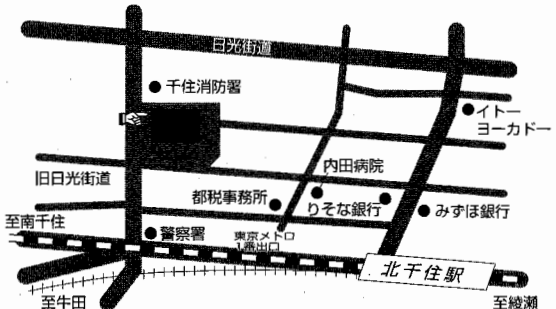 日光街道
千住消防署
イトー
ヨーカドー
内田病院
旧日光街道
都税事務所
りそな銀行
みずほ銀行
至南千住
警察署
東京メトロ
1番出口
北千住駅
至牛田
至綾瀬